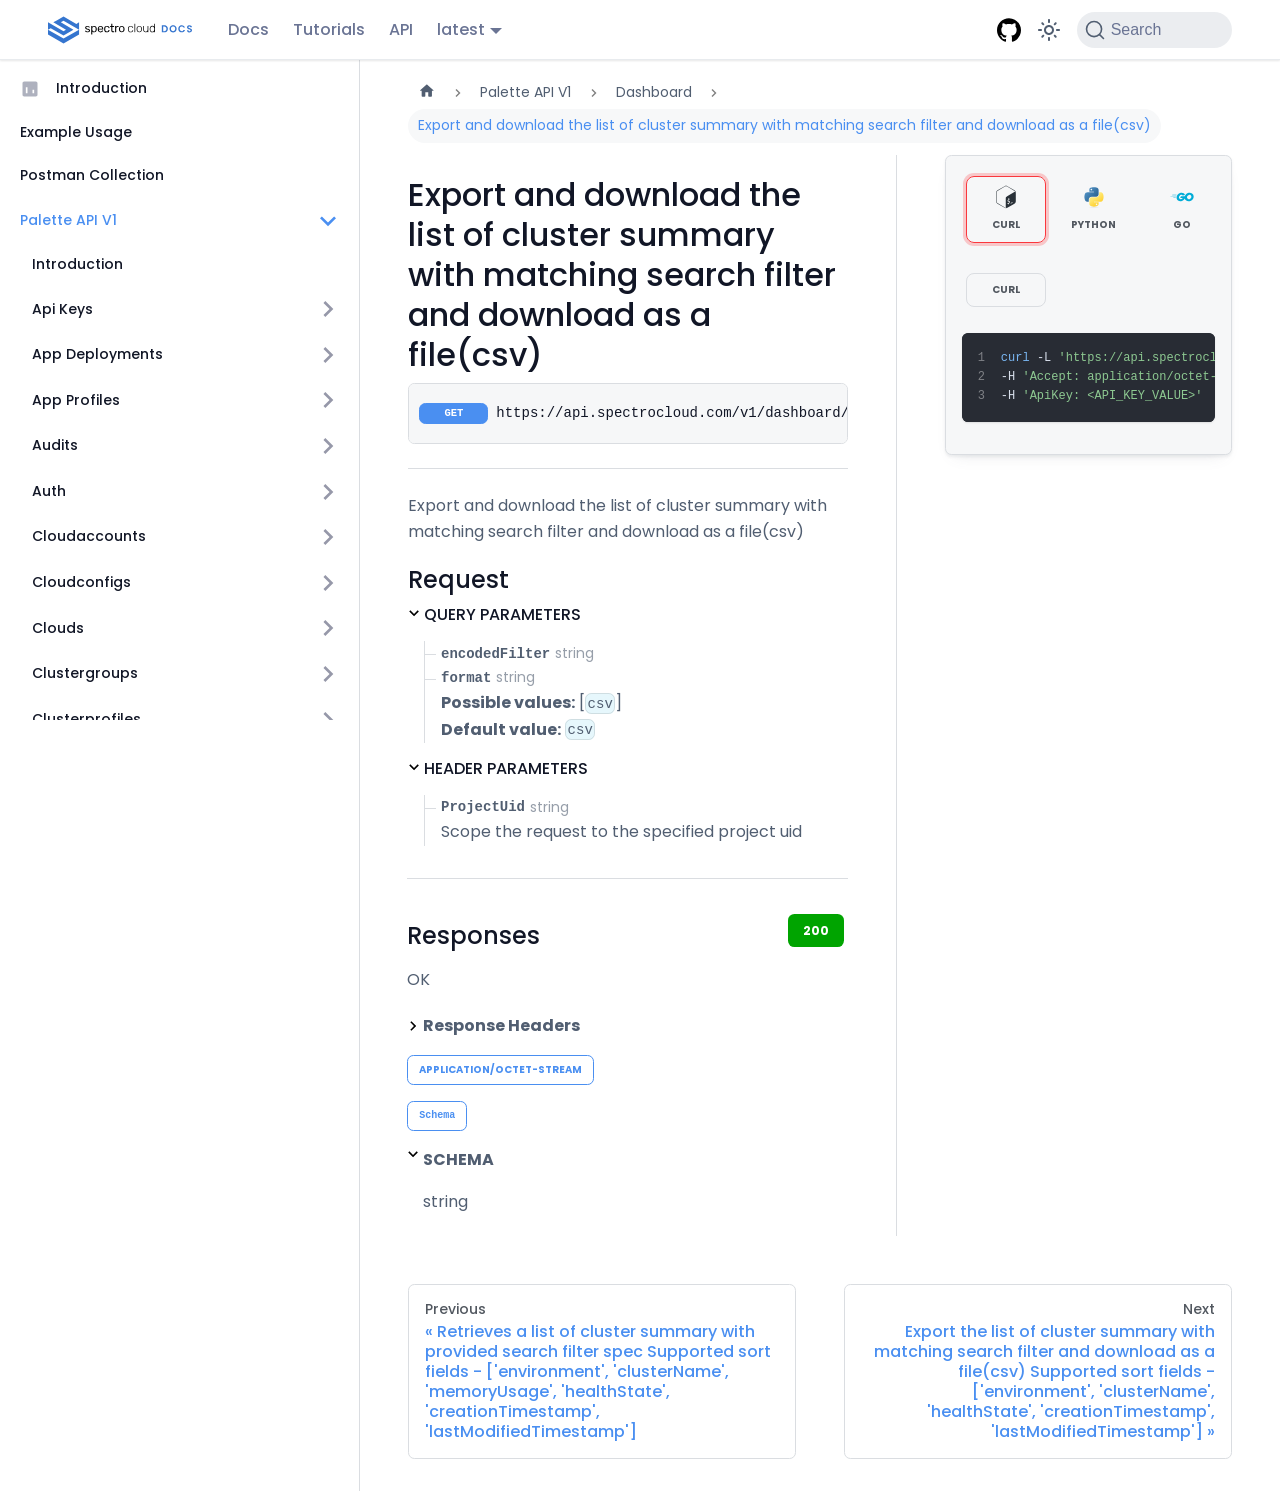 spectro cloud DOCS Docs Tutorials API latest Search
Introduction
Example Usage
Postman Collection
Palette API V1
Introduction
Api Keys
App Deployments
App Profiles
Audits
Auth
Cloudaccounts
Cloudconfigs
Clouds
Clustergroups
Clusterprofiles
Palette API V1 Dashboard
Export and download the list of cluster summary with matching search filter and download as a file(csv)
Export and download the
list of cluster summary
with matching search filter
and download as a
file(csv)
GET https://api.spectrocloud.com/v1/dashboard/
Export and download the list of cluster summary with
matching search filter and download as a file(csv)
Request
QUERY PARAMETERS
encodedFilter string
format string
Possible values: [csv]
Default value: csv
HEADER PARAMETERS
ProjectUid string
Scope the request to the specified project uid
Responses
200
OK
Response Headers
APPLICATION/OCTET-STREAM
Schema
SCHEMA
string
CURL PYTHON GO
CURL
1 curl -L 'https://api.spectrocl
2 -H 'Accept: application/octet-
3 -H 'ApiKey: <API_KEY_VALUE>'
Previous
« Retrieves a list of cluster summary with
provided search filter spec Supported sort
fields - ['environment', 'clusterName',
'memoryUsage', 'healthState',
'creationTimestamp',
'lastModifiedTimestamp']
Next
Export the list of cluster summary with
matching search filter and download as a
file(csv) Supported sort fields -
['environment', 'clusterName',
'healthState', 'creationTimestamp',
'lastModifiedTimestamp'] »